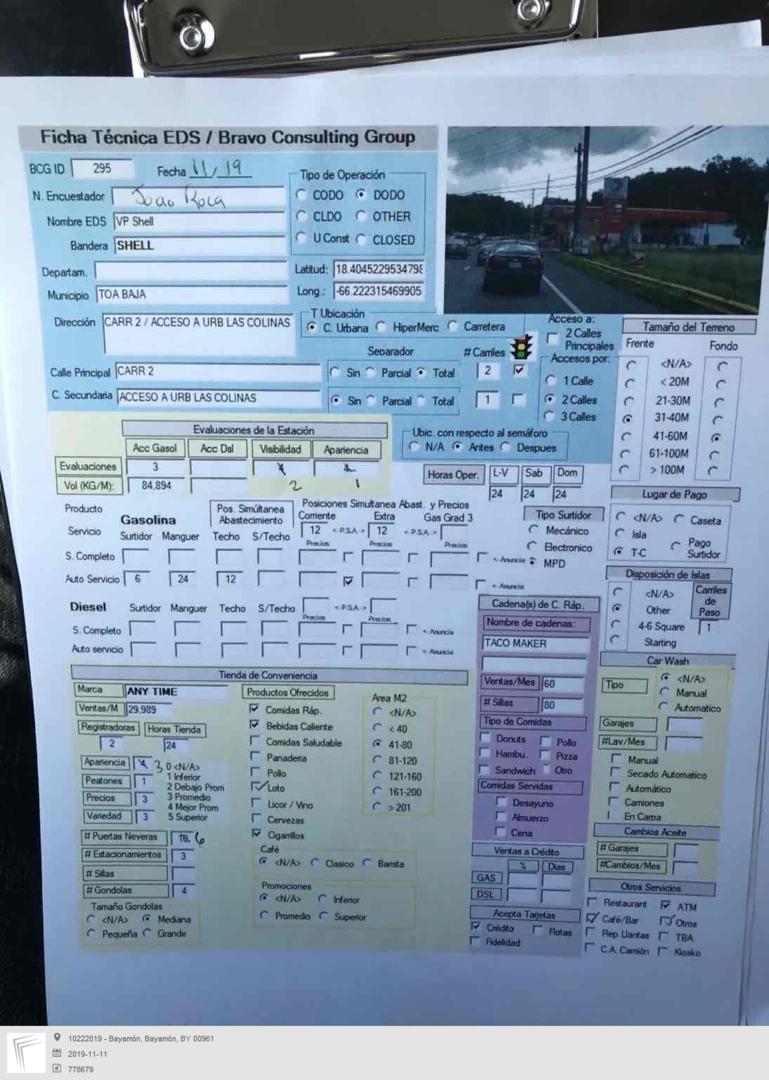 Ficha Técnica EDS / Bravo Consulting Group
BCG ID 295 Fecha 11/19
N. Encuestador Joao Roca
Nombre EDS VP Shell
Bandera SHELL
Tipo de Operación
CODO DODO
CLDO OTHER
U Const CLOSED
Departam.
Municipio TOA BAJA
Latitud: 18.4045229534798
Long.: -66.222315469905
Dirección CARR 2 / ACCESO A URB LAS COLINAS
T Ubicación
C. Urbana HiperMerc Carretera
Separador # Carriles
Calle Principal CARR 2 Sin Parcial Total 2
C. Secundaria ACCESO A URB LAS COLINAS Sin Parcial Total 1
Acceso a:
2 Calles
Principales
Accesos por:
1 Calle
2 Calles
3 Calles
Tamaño del Terreno
Frente Fondo
<N/A>
< 20M
21-30M
31-40M
41-60M
61-100M
> 100M
Evaluaciones de la Estación
Acc Gasol Acc Dsl Visibilidad Apariencia
Evaluaciones 3 2 1
Vol (KG/M): 84,894
Ubic. con respecto al semáforo
N/A Antes Despues
Horas Oper. L-V Sab Dom
24 24 24
Producto
Servicio Gasolina
Surtidor Manguer
Pos. Simúltanea
Abastecimiento
Techo S/Techo
Posiciones Simultanea Abast. y Precios
Corriente Extra Gas Grad 3
12 <-P.S.A.-> 12 <-P.S.A.->
Precios Precios Precios
S. Completo <-Anuncia
Auto Servicio 6 24 12 <-Anuncia
Tipo Surtidor
Mecánico
Electronico
MPD
Lugar de Pago
<N/A> Caseta
Isla
T-C Pago
Surtidor
Diesel Surtidor Manguer Techo S/Techo <-P.S.A->
Precios Precios
S. Completo <-Anuncia
Auto servicio <-Anuncia
Disposición de Islas
<N/A>
Other
4-6 Square
Starting
Carriles
de
Paso
1
Cadena(s) de C. Ráp.
Nombre de cadenas:
TACO MAKER
Ventas/Mes 60
# Sillas 80
Tipo de Comidas
Donuts Pollo
Hambu. Pizza
Sandwich Otro
Comidas Servidas
Desayuno
Almuerzo
Cena
Car Wash
Tipo <N/A>
Manual
Automatico
Garajes
#Lav/Mes
Manual
Secado Automatico
Automático
Camiones
En Carpa
Tienda de Conveniencia
Marca ANY TIME
Ventas/M 29,989
Registradoras Horas Tienda
2 24
Apariencia 3
Peatones 1
Precios 3
Variedad 3
0 <N/A>
1 Inferior
2 Debajo Prom
3 Promedio
4 Mejor Prom
5 Superior
# Puertas Neveras 6
# Estacionamientos 3
# Sillas
# Gondolas 4
Tamaño Gondolas
<N/A> Mediana
Pequeña Grande
Productos Ofrecidos
Comidas Ráp.
Bebidas Caliente
Comidas Saludable
Panaderia
Pollo
Loto
Licor / Vino
Cervezas
Cigarrillos
Area M2
<N/A>
< 40
41-80
81-120
121-160
161-200
> 201
Café
<N/A> Clasico Barista
Promociones
<N/A> Inferior
Promedio Superior
Ventas a Crédito
% Dias
GAS
DSL
Acepta Tarjetas
Crédito Flotas
Fidelidad
Cambios Aceite
# Garajes
#Cambios/Mes
Otros Servicios
Restaurant ATM
Café/Bar Otros
Rep Llantas TBA
C.A. Camión Kiosko
10222019 - Bayamón, Bayamón, BY 00961
2019-11-11
778679